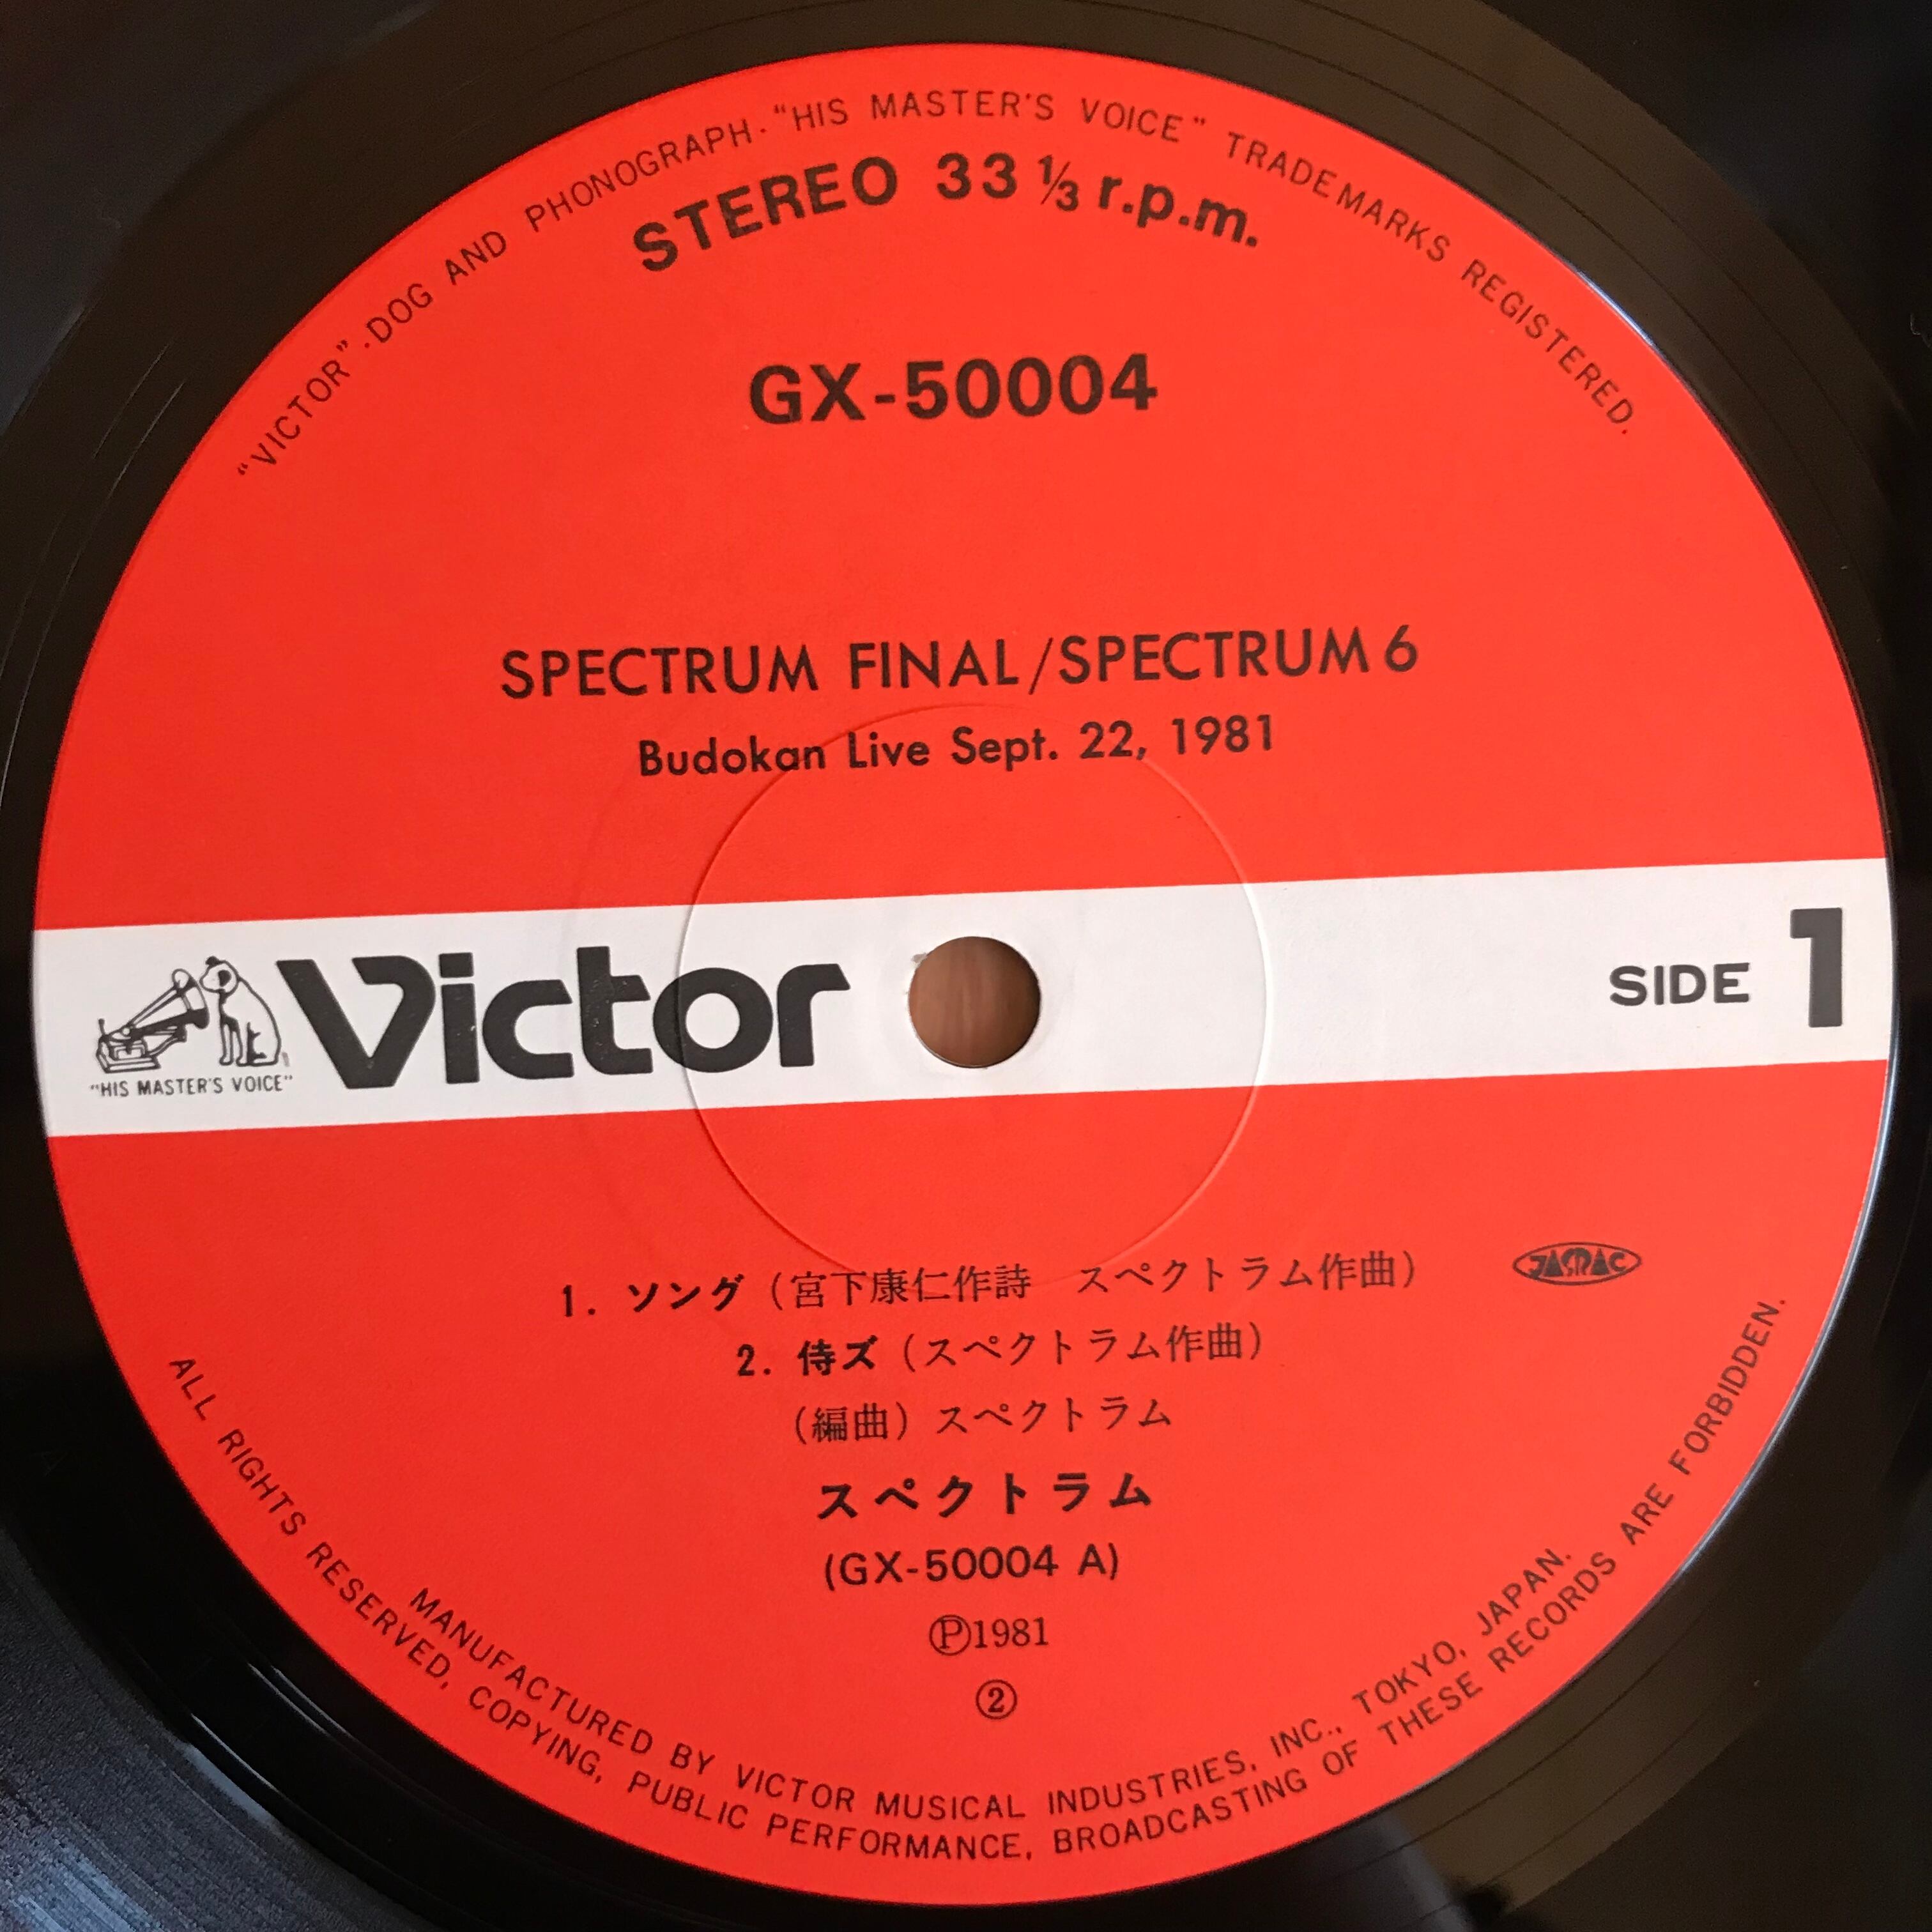 "VICTOR"·DOG AND PHONOGRAPH·"HIS MASTER'S VOICE" TRADEMARKS REGISTERED.
STEREO 33 ⅓ r.p.m.
GX-50004
SPECTRUM FINAL/SPECTRUM 6
Budokan Live Sept. 22, 1981
Victor
SIDE 1
"HIS MASTER'S VOICE"
1. ソング（宮下康仁作詩　スペクトラム作曲）
JASRAC
2. 侍ズ（スペクトラム作曲）
（編曲）スペクトラム
スペクトラム
(GX-50004 A)
Ⓟ1981
②
MANUFACTURED BY VICTOR MUSICAL INDUSTRIES, INC., TOKYO, JAPAN.
ALL RIGHTS RESERVED, COPYING, PUBLIC PERFORMANCE, BROADCASTING OF THESE RECORDS ARE FORBIDDEN.